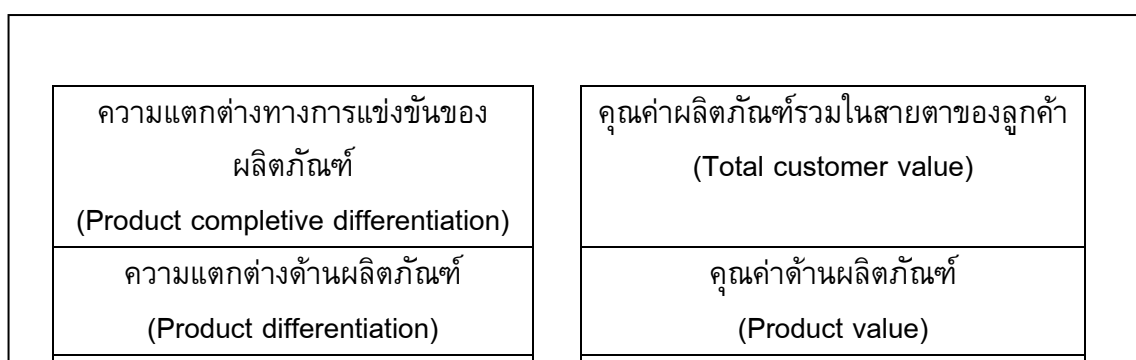 ความแตกต่างทางการแข่งขันของ
ผลิตภัณฑ์
(Product completive differentiation)
คุณค่าผลิตภัณฑ์รวมในสายตาของลูกค้า
(Total customer value)
ความแตกต่างด้านผลิตภัณฑ์
(Product differentiation)
คุณค่าด้านผลิตภัณฑ์
(Product value)